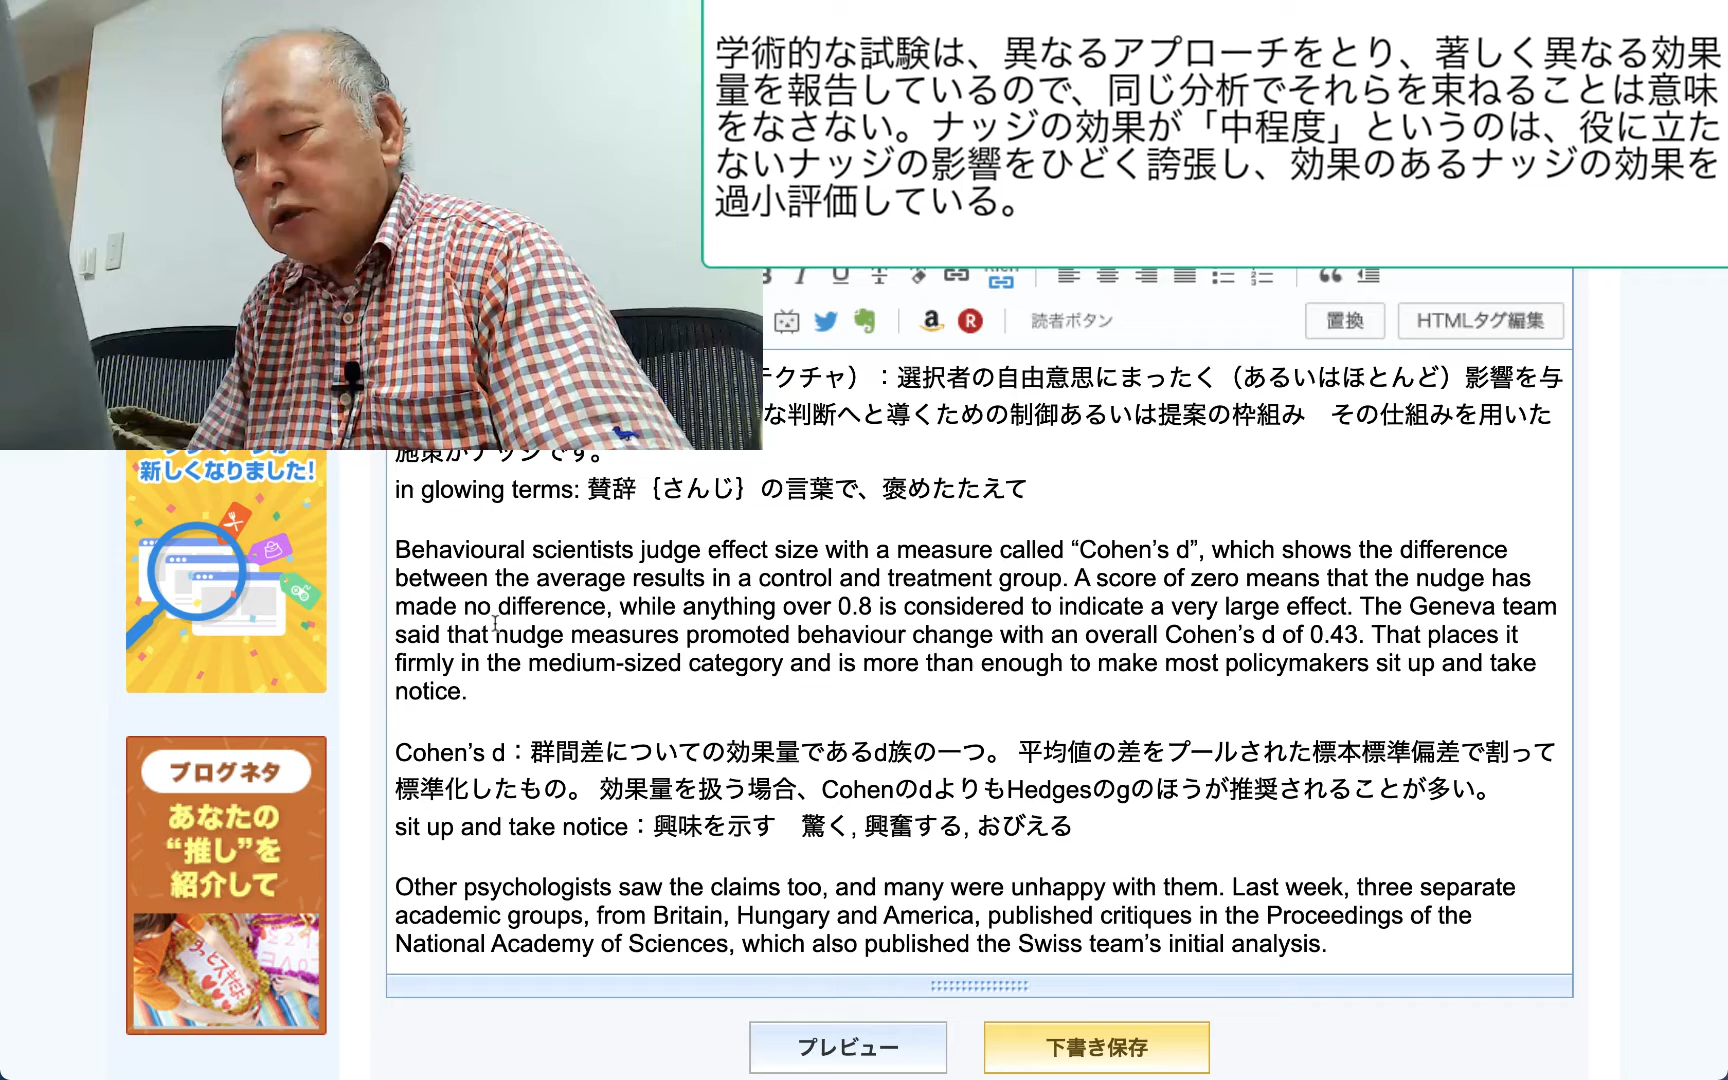 学術的な試験は、異なるアプローチをとり、著しく異なる効果
量を報告しているので、同じ分析でそれらを束ねることは意味
をなさない。ナッジの効果が「中程度」というのは、役に立た
ないナッジの影響をひどく誇張し、効果のあるナッジの効果を
過小評価している。
読者ボタン
置換
HTMLタグ編集
クチャ）：選択者の自由意思にまったく（あるいはほとんど）影響を与
な判断へと導くための制御あるいは提案の枠組み　その仕組みを用いた
施策がナッジです。
in glowing terms: 賛辞｛さんじ｝の言葉で、褒めたたえて
Behavioural scientists judge effect size with a measure called “Cohen’s d”, which shows the difference
between the average results in a control and treatment group. A score of zero means that the nudge has
made no difference, while anything over 0.8 is considered to indicate a very large effect. The Geneva team
said that nudge measures promoted behaviour change with an overall Cohen’s d of 0.43. That places it
firmly in the medium-sized category and is more than enough to make most policymakers sit up and take
notice.
Cohen’s d：群間差についての効果量であるd族の一つ。 平均値の差をプールされた標本標準偏差で割って
標準化したもの。 効果量を扱う場合、CohenのdよりもHedgesのgのほうが推奨されることが多い。
sit up and take notice：興味を示す　驚く, 興奮する, おびえる
Other psychologists saw the claims too, and many were unhappy with them. Last week, three separate
academic groups, from Britain, Hungary and America, published critiques in the Proceedings of the
National Academy of Sciences, which also published the Swiss team’s initial analysis.
新しくなりました!
ブログネタ
あなたの
“推し”を
紹介して
プレビュー
下書き保存